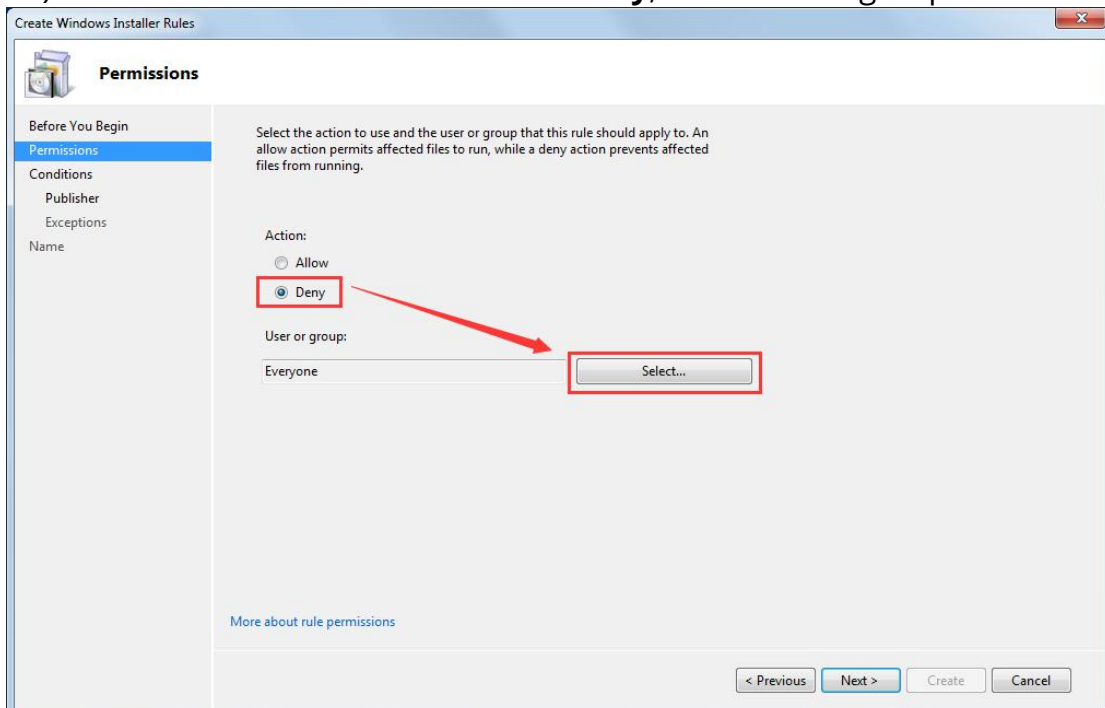 y,
Create Windows Installer Rules
Permissions
Before You Begin
Permissions
Conditions
Publisher
Exceptions
Name
Select the action to use and the user or group that this rule should apply to. An
allow action permits affected files to run, while a deny action prevents affected
files from running.
Action:
Allow
Deny
User or group:
Everyone
Select...
More about rule permissions
< Previous
Next >
Create
Cancel